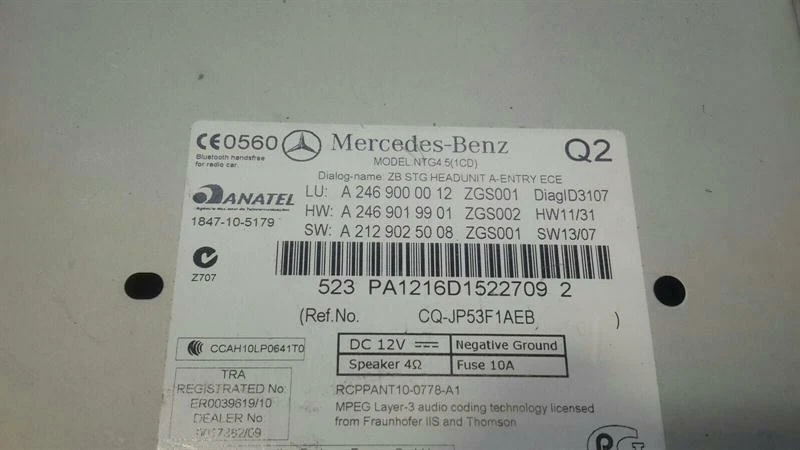 CE0560
Bluetooth handsfree
for radio car.
Mercedes-Benz
Q2
MODEL:NTG4.5(1CD)
Dialog-name: ZB STG HEADUNIT A-ENTRY ECE
LU: A 246 900 00 12 ZGS001 DiagID3107
HW: A 246 901 99 01 ZGS002 HW11/31
SW: A 212 902 50 08 ZGS001 SW13/07
ANATEL
1847-10-5179
Z707
523 PA1216D1522709 2
(Ref.No. CQ-JP53F1AEB )
CCAH10LP0641T0
DC 12V Negative Ground
Speaker 4Ω Fuse 10A
TRA
REGISTRATED No:
ER0039619/10
DEALER No
RCPPANT10-0778-A1
MPEG Layer-3 audio coding technology licensed
from Fraunhofer IIS and Thomson